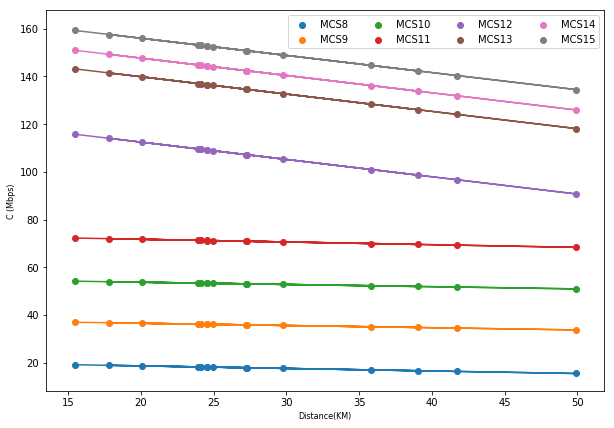 MCS8 MCS10 MCS12 MCS14
MCS9 MCS11 MCS13 MCS15
160
140
120
100
80
60
40
20
C (Mbps)
15 20 25 30 35 40 45 50
Distance(KM)